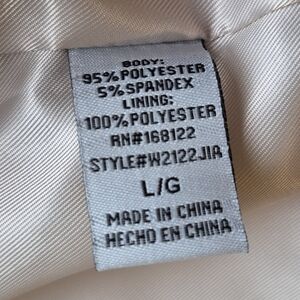 BODY:
95% POLYESTER
5% SPANDEX
LINING:
100% POLYESTER
RN#168122
STYLE#W2122JIA
L/G
MADE IN CHINA
HECHO EN CHINA